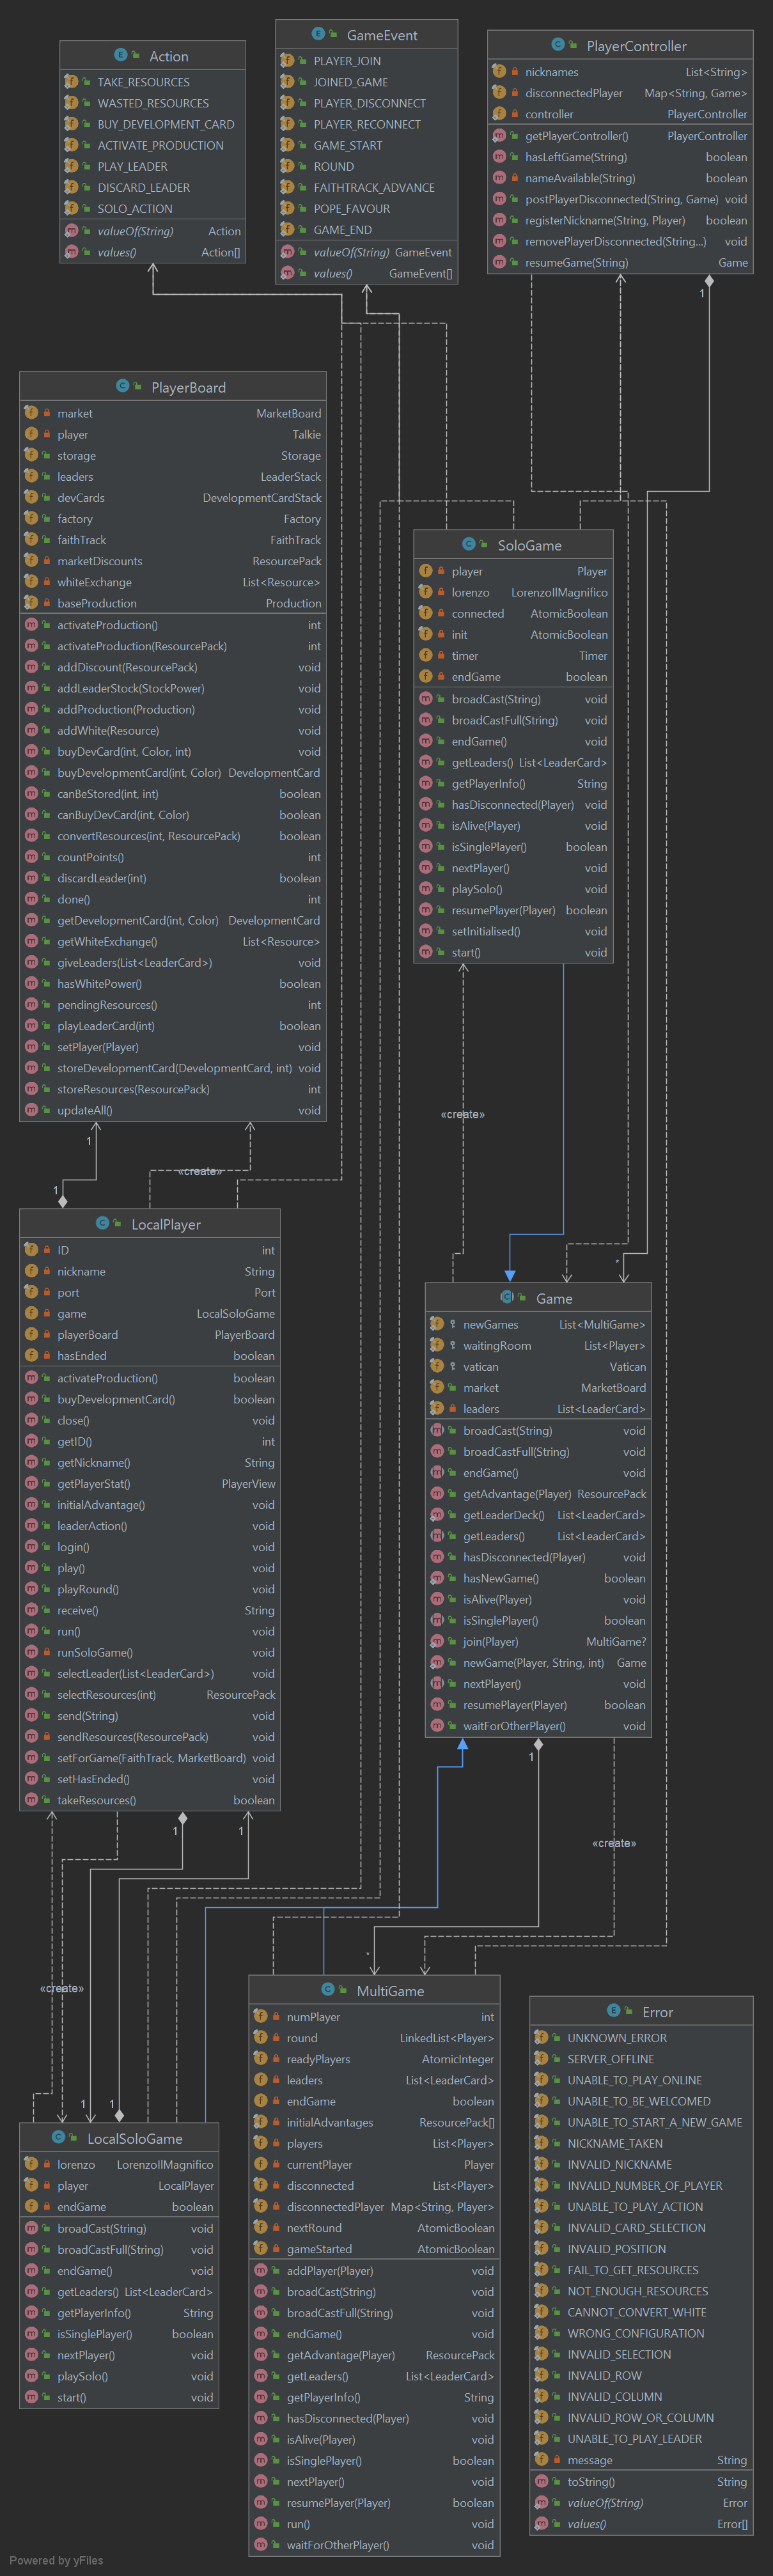 Action
TAKE_RESOURCES
WASTED_RESOURCES
BUY_DEVELOPMENT_CARD
ACTIVATE_PRODUCTION
PLAY_LEADER
DISCARD_LEADER
SOLO_ACTION
valueOf(String) Action
values() Action[]
GameEvent
PLAYER_JOIN
JOINED_GAME
PLAYER_DISCONNECT
PLAYER_RECONNECT
GAME_START
ROUND
FAITHTRACK_ADVANCE
POPE_FAVOUR
GAME_END
valueOf(String) GameEvent
values() GameEvent[]
PlayerController
nicknames List<String>
disconnectedPlayer Map<String, Game>
controller PlayerController
getPlayerController() PlayerController
hasLeftGame(String) boolean
nameAvailable(String) boolean
postPlayerDisconnected(String, Game) void
registerNickname(String, Player) boolean
removePlayerDisconnected(String...) void
resumeGame(String) Game
1
PlayerBoard
market MarketBoard
player Talkie
storage Storage
leaders LeaderStack
devCards DevelopmentCardStack
factory Factory
faithTrack FaithTrack
marketDiscounts ResourcePack
whiteExchange List<Resource>
baseProduction Production
activateProduction() int
activateProduction(ResourcePack) int
addDiscount(ResourcePack) void
addLeaderStock(StockPower) void
addProduction(Production) void
addWhite(Resource) void
buyDevCard(int, Color, int) void
buyDevelopmentCard(int, Color) DevelopmentCard
canBeStored(int, int) boolean
canBuyDevCard(int, Color) boolean
convertResources(int, ResourcePack) boolean
countPoints() int
discardLeader(int) boolean
done() int
getDevelopmentCard(int, Color) DevelopmentCard
getWhiteExchange() List<Resource>
giveLeaders(List<LeaderCard>) void
hasWhitePower() boolean
pendingResources() int
playLeaderCard(int) boolean
setPlayer(Player) void
storeDevelopmentCard(DevelopmentCard, int) void
storeResources(ResourcePack) int
updateAll() void
SoloGame
player Player
lorenzo LorenzoIlMagnifico
connected AtomicBoolean
init AtomicBoolean
timer Timer
endGame boolean
broadCast(String) void
broadCastFull(String) void
endGame() void
getLeaders() List<LeaderCard>
getPlayerInfo() String
hasDisconnected(Player) void
isAlive(Player) void
isSinglePlayer() boolean
nextPlayer() void
playSolo() void
resumePlayer(Player) boolean
setInitialised() void
start() void
«create»
1
«create»
1
LocalPlayer
ID int
nickname String
port Port
game LocalSoloGame
playerBoard PlayerBoard
hasEnded boolean
activateProduction() boolean
buyDevelopmentCard() boolean
close() void
getID() int
getNickname() String
getPlayerStat() PlayerView
initialAdvantage() void
leaderAction() void
login() void
play() void
playRound() void
receive() String
run() void
runSoloGame() void
selectLeader(List<LeaderCard>) void
selectResources(int) ResourcePack
send(String) void
sendResources(ResourcePack) void
setForGame(FaithTrack, MarketBoard) void
setHasEnded() void
takeResources() boolean
*
Game
newGames List<MultiGame>
waitingRoom List<Player>
vatican Vatican
market MarketBoard
leaders List<LeaderCard>
broadCast(String) void
broadCastFull(String) void
endGame() void
getAdvantage(Player) ResourcePack
getLeaderDeck() List<LeaderCard>
getLeaders() List<LeaderCard>
hasDisconnected(Player) void
hasNewGame() boolean
isAlive(Player) void
isSinglePlayer() boolean
join(Player) MultiGame?
newGame(Player, String, int) Game
nextPlayer() void
resumePlayer(Player) boolean
waitForOtherPlayer() void
1
1
1
«create»
*
«create»
1
1
LocalSoloGame
lorenzo LorenzoIlMagnifico
player LocalPlayer
endGame boolean
broadCast(String) void
broadCastFull(String) void
endGame() void
getLeaders() List<LeaderCard>
getPlayerInfo() String
isSinglePlayer() boolean
nextPlayer() void
playSolo() void
start() void
MultiGame
numPlayer int
round LinkedList<Player>
readyPlayers AtomicInteger
leaders List<LeaderCard>
endGame boolean
initialAdvantages ResourcePack[]
players List<Player>
currentPlayer Player
disconnected List<Player>
disconnectedPlayer Map<String, Player>
nextRound AtomicBoolean
gameStarted AtomicBoolean
addPlayer(Player) void
broadCast(String) void
broadCastFull(String) void
endGame() void
getAdvantage(Player) ResourcePack
getLeaders() List<LeaderCard>
getPlayerInfo() String
hasDisconnected(Player) void
isAlive(Player) void
isSinglePlayer() boolean
nextPlayer() void
resumePlayer(Player) boolean
run() void
waitForOtherPlayer() void
Error
UNKNOWN_ERROR
SERVER_OFFLINE
UNABLE_TO_PLAY_ONLINE
UNABLE_TO_BE_WELCOMED
UNABLE_TO_START_A_NEW_GAME
NICKNAME_TAKEN
INVALID_NICKNAME
INVALID_NUMBER_OF_PLAYER
UNABLE_TO_PLAY_ACTION
INVALID_CARD_SELECTION
INVALID_POSITION
FAIL_TO_GET_RESOURCES
NOT_ENOUGH_RESOURCES
CANNOT_CONVERT_WHITE
WRONG_CONFIGURATION
INVALID_SELECTION
INVALID_ROW
INVALID_COLUMN
INVALID_ROW_OR_COLUMN
UNABLE_TO_PLAY_LEADER
message String
toString() String
valueOf(String) Error
values() Error[]
Powered by yFiles